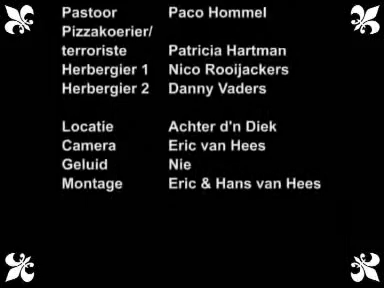 Pastoor Paco Hommel
Pizzakoerier/
terroriste Patricia Hartman
Herbergier 1 Nico Rooijackers
Herbergier 2 Danny Vaders
Locatie Achter d'n Diek
Camera Eric van Hees
Geluid Nie
Montage Eric & Hans van Hees